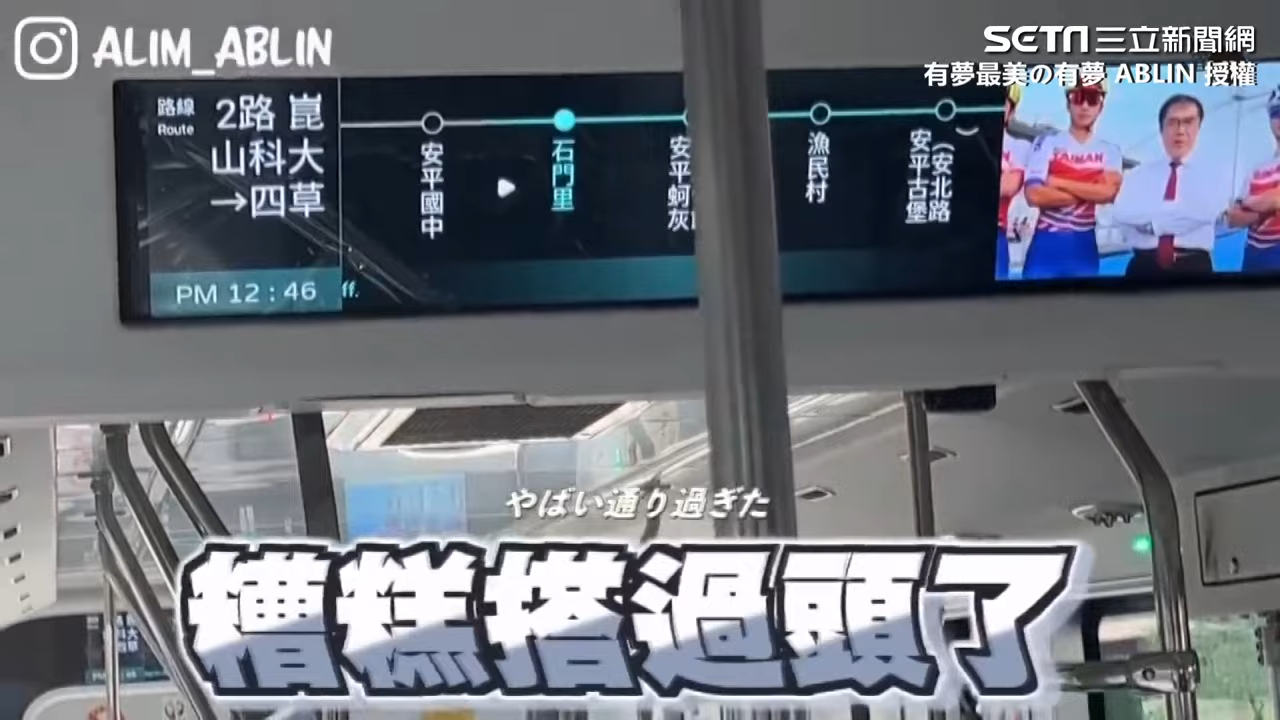 ALIM_ABLIN
SETN三立新聞網
有夢最美の有夢 ABLIN 授權
路線
Route
2路 崑
山科大
→四草
PM 12:46
ff.
安平國中
石門里
安平蚵灰
漁民村
安平古堡
(安北路)
TAINAN
やばい通り過ぎた
糟糕搭過頭了